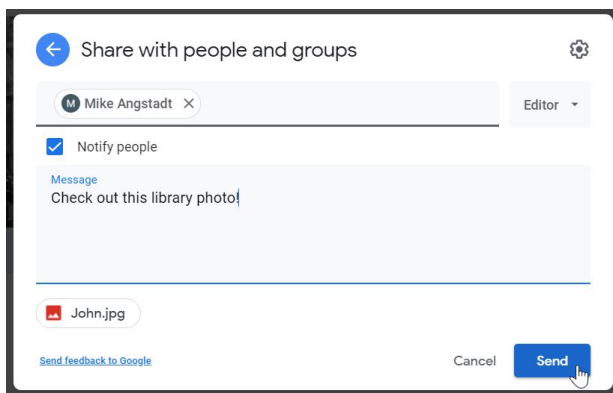 Share with people and groups
M Mike Angstadt
Editor
Notify people
Message
Check out this library photo!
John.jpg
Send feedback to Google
Cancel
Send